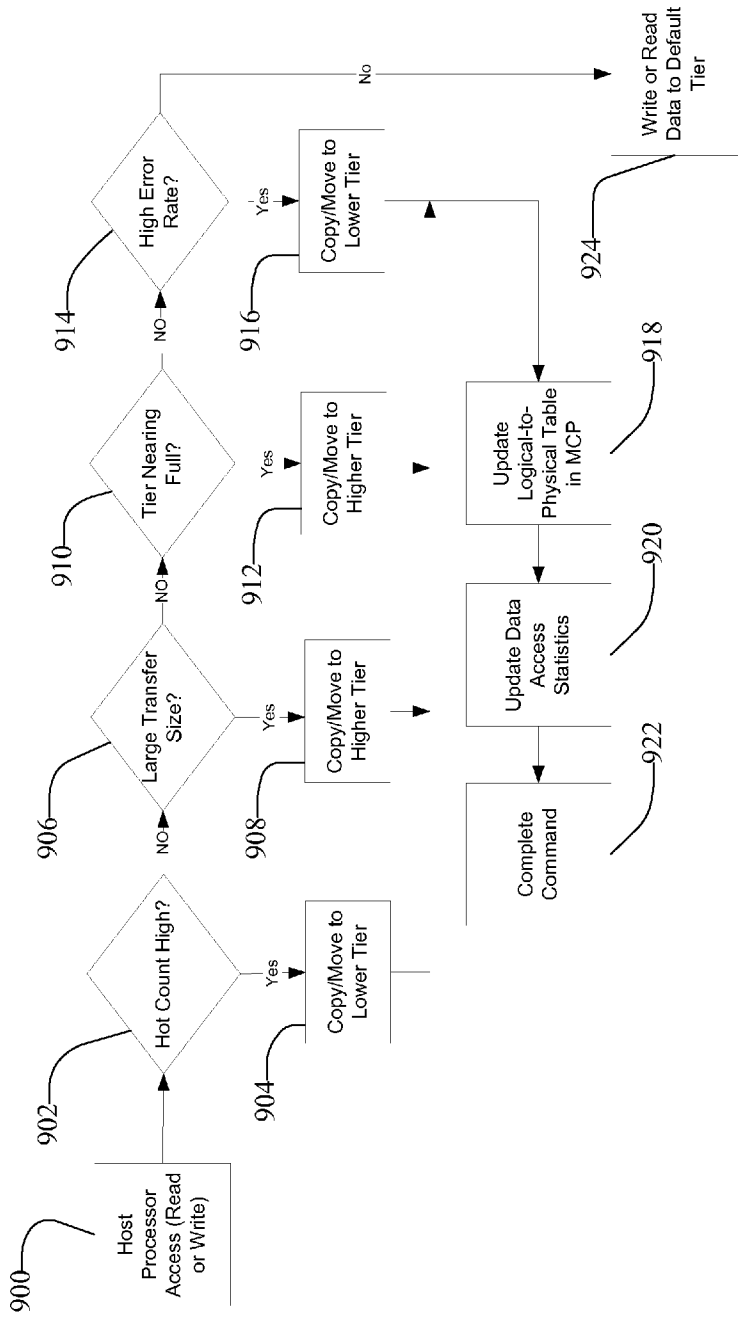 900
Host
Processor
Access (Read
or Write)
902
Hot Count High?
Yes
904
Copy/Move to
Lower Tier
NO
906
Large Transfer
Size?
Yes
908
Copy/Move to
Higher Tier
NO
910
Tier Nearing
Full?
Yes
912
Copy/Move to
Higher Tier
NO
914
High Error
Rate?
Yes
916
Copy/Move to
Lower Tier
No
924
Write or Read
Data to Default
Tier
918
Update
Logical-to-
Physical Table
in MCP
920
Update Data
Access
Statistics
922
Complete
Command